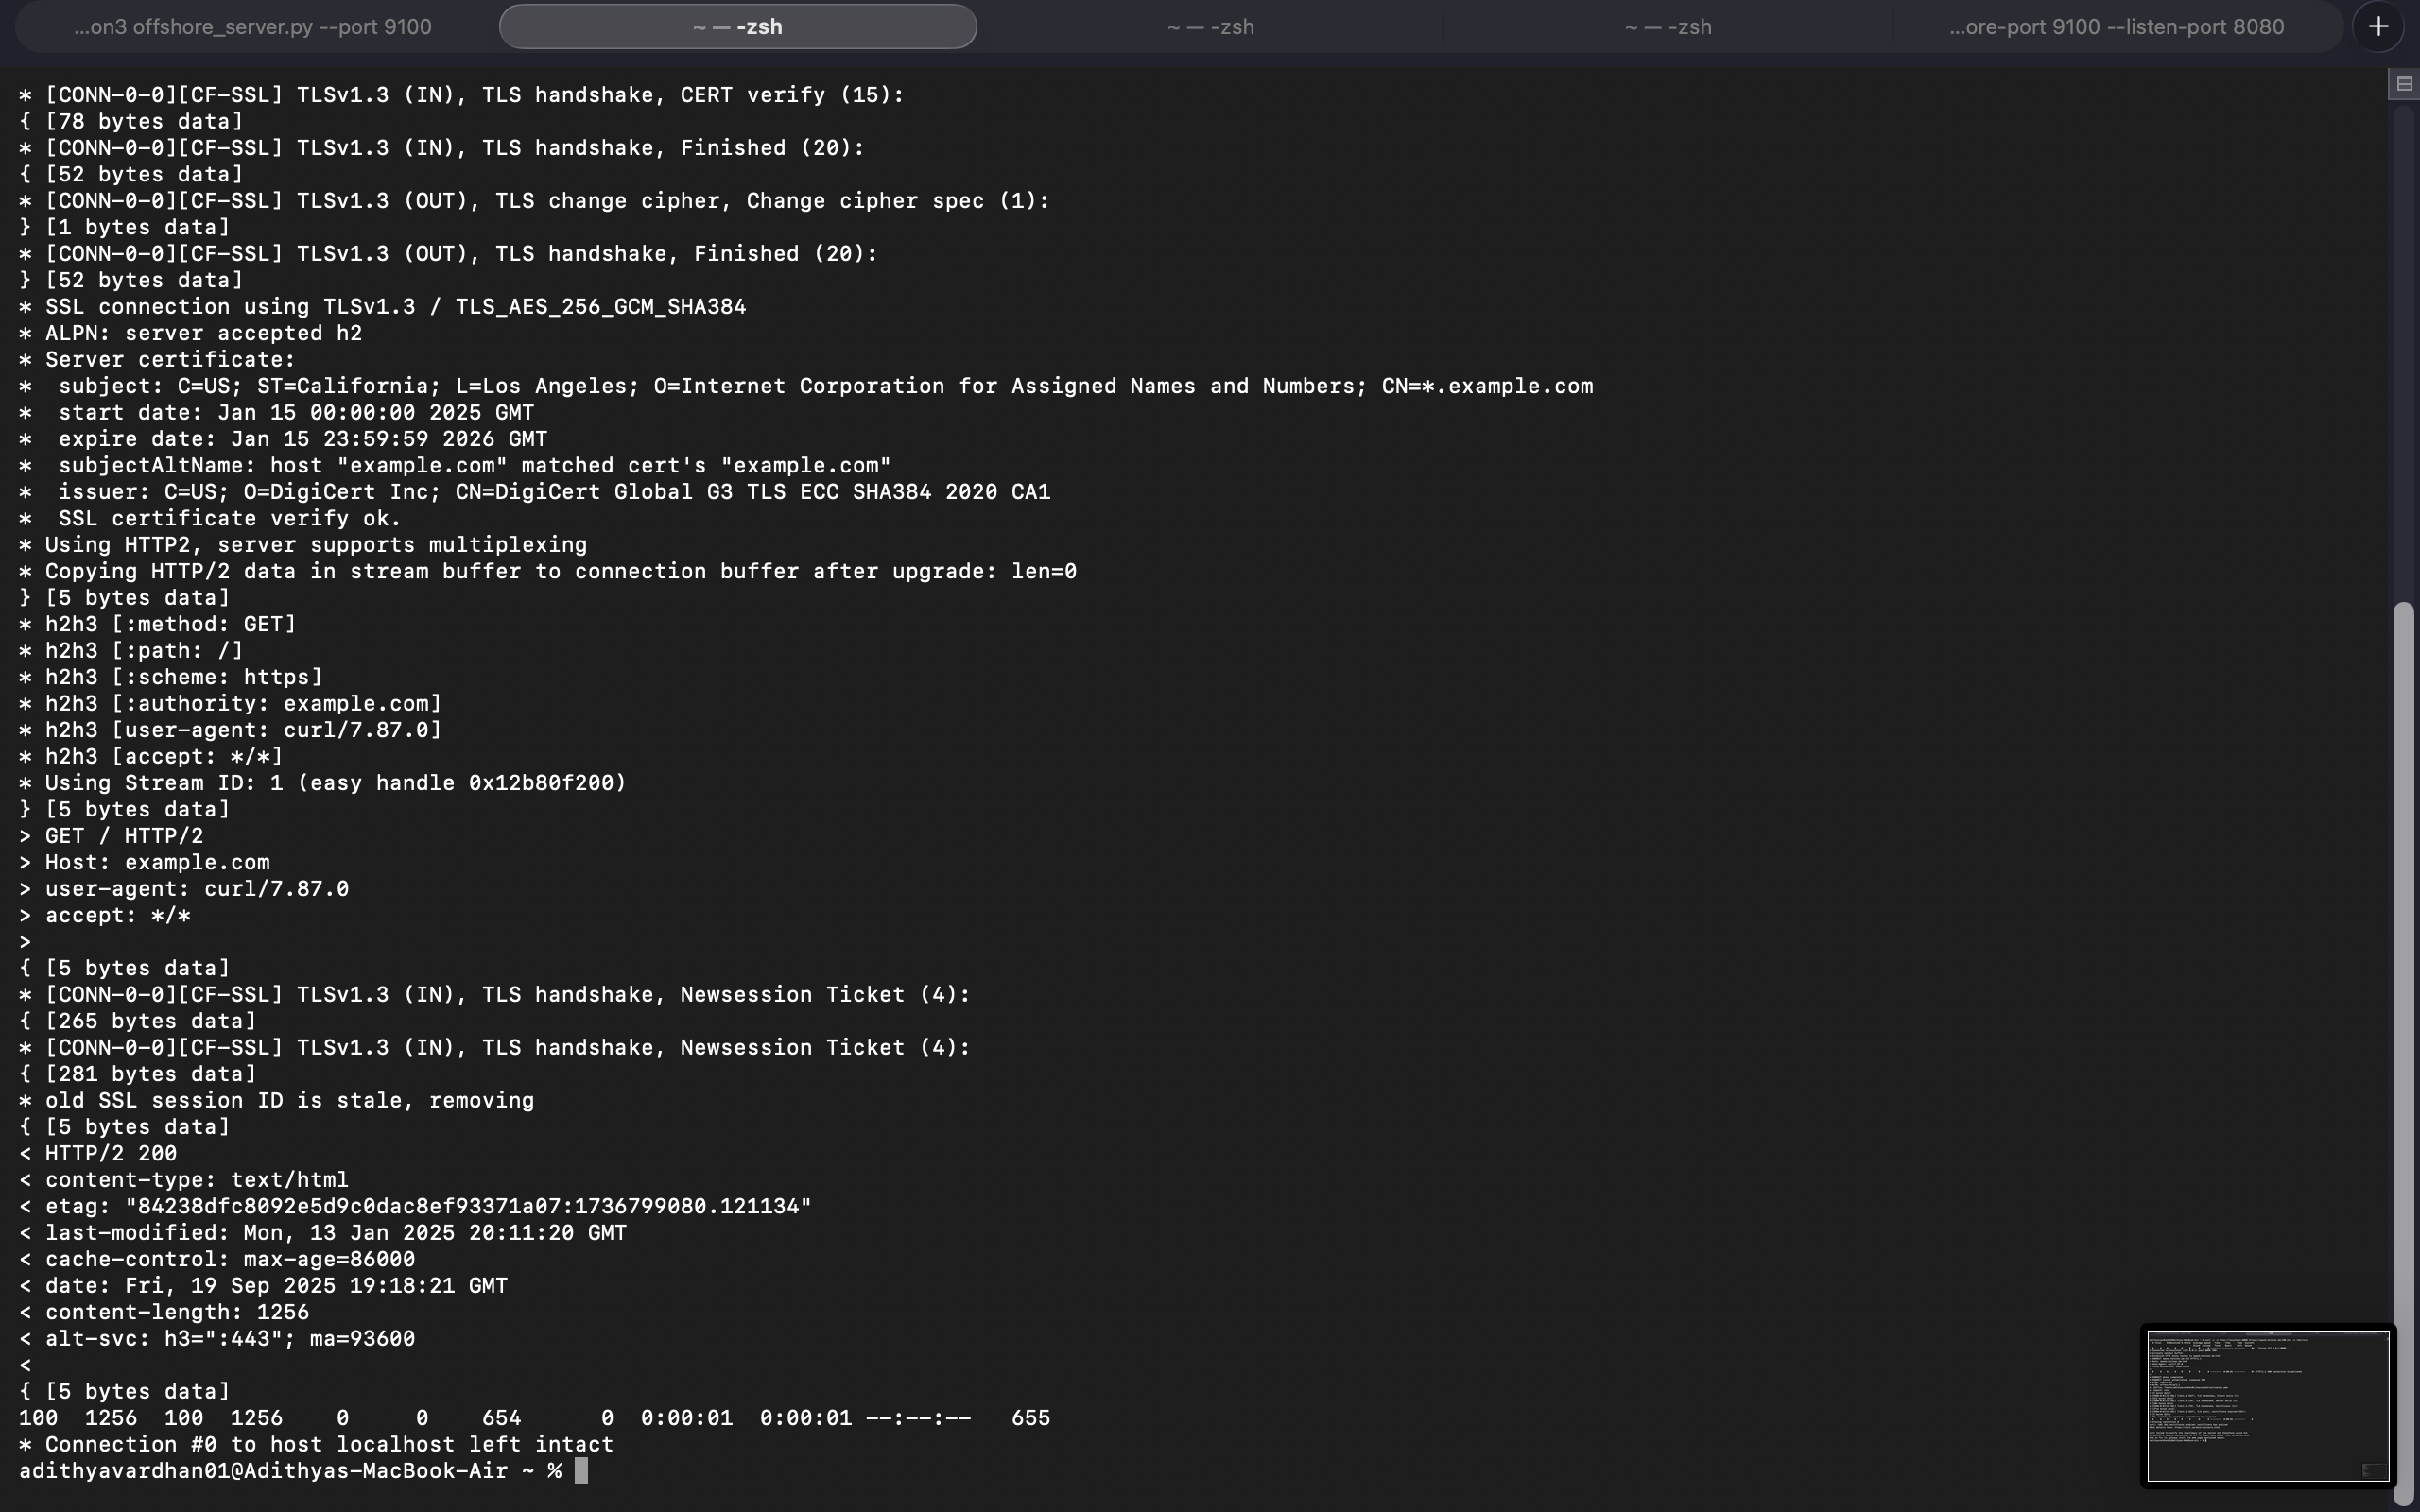 ...on3 offshore_server.py --port 9100
~ — -zsh
~ — -zsh
~ — -zsh
...ore-port 9100 --listen-port 8080
* [CONN-0-0][CF-SSL] TLSv1.3 (IN), TLS handshake, CERT verify (15):
{ [78 bytes data]
* [CONN-0-0][CF-SSL] TLSv1.3 (IN), TLS handshake, Finished (20):
{ [52 bytes data]
* [CONN-0-0][CF-SSL] TLSv1.3 (OUT), TLS change cipher, Change cipher spec (1):
} [1 bytes data]
* [CONN-0-0][CF-SSL] TLSv1.3 (OUT), TLS handshake, Finished (20):
} [52 bytes data]
* SSL connection using TLSv1.3 / TLS_AES_256_GCM_SHA384
* ALPN: server accepted h2
* Server certificate:
*  subject: C=US; ST=California; L=Los Angeles; O=Internet Corporation for Assigned Names and Numbers; CN=*.example.com
*  start date: Jan 15 00:00:00 2025 GMT
*  expire date: Jan 15 23:59:59 2026 GMT
*  subjectAltName: host "example.com" matched cert's "example.com"
*  issuer: C=US; O=DigiCert Inc; CN=DigiCert Global G3 TLS ECC SHA384 2020 CA1
*  SSL certificate verify ok.
* Using HTTP2, server supports multiplexing
* Copying HTTP/2 data in stream buffer to connection buffer after upgrade: len=0
} [5 bytes data]
* h2h3 [:method: GET]
* h2h3 [:path: /]
* h2h3 [:scheme: https]
* h2h3 [:authority: example.com]
* h2h3 [user-agent: curl/7.87.0]
* h2h3 [accept: */*]
* Using Stream ID: 1 (easy handle 0x12b80f200)
} [5 bytes data]
> GET / HTTP/2
> Host: example.com
> user-agent: curl/7.87.0
> accept: */*
>
{ [5 bytes data]
* [CONN-0-0][CF-SSL] TLSv1.3 (IN), TLS handshake, Newsession Ticket (4):
{ [265 bytes data]
* [CONN-0-0][CF-SSL] TLSv1.3 (IN), TLS handshake, Newsession Ticket (4):
{ [281 bytes data]
* old SSL session ID is stale, removing
{ [5 bytes data]
< HTTP/2 200
< content-type: text/html
< etag: "84238dfc8092e5d9c0dac8ef93371a07:1736799080.121134"
< last-modified: Mon, 13 Jan 2025 20:11:20 GMT
< cache-control: max-age=86000
< date: Fri, 19 Sep 2025 19:18:21 GMT
< content-length: 1256
< alt-svc: h3=":443"; ma=93600
<
{ [5 bytes data]
100  1256  100  1256    0     0    654      0  0:00:01  0:00:01 --:--:--   655
* Connection #0 to host localhost left intact
adithyavardhan01@Adithyas-MacBook-Air ~ %